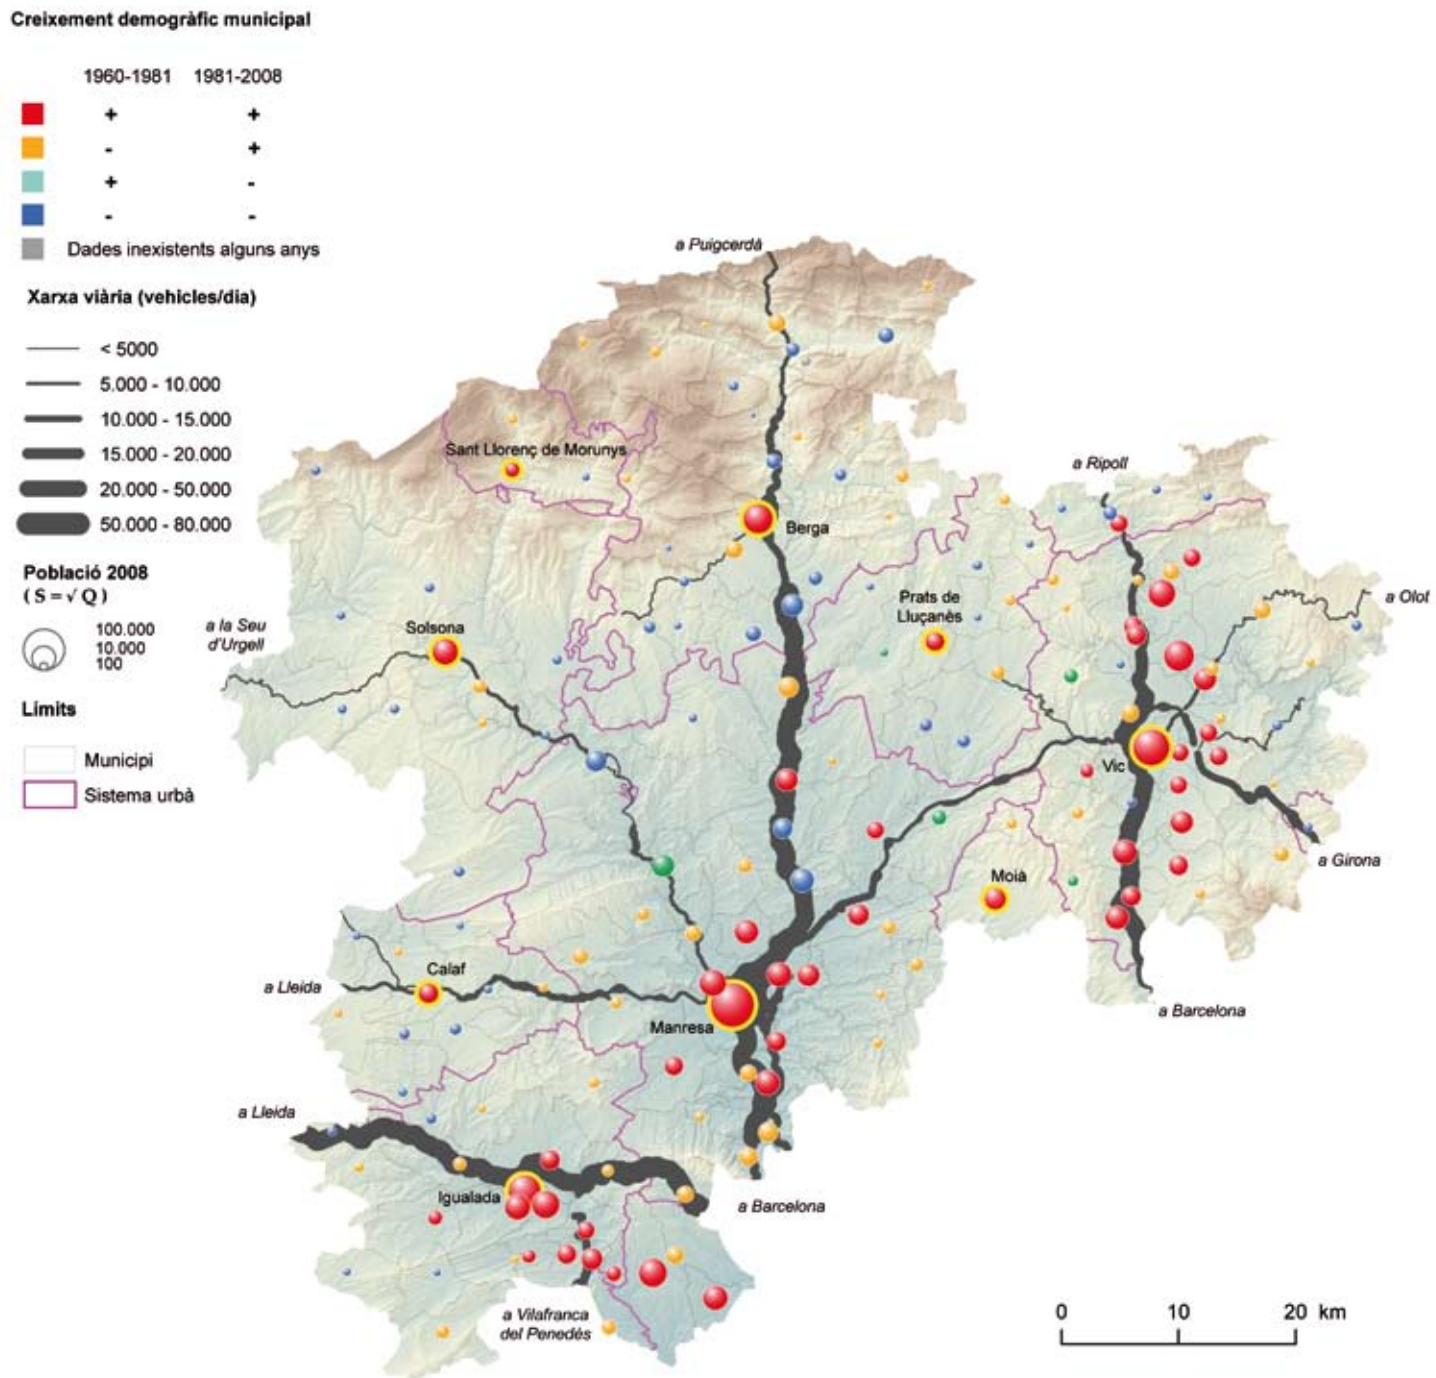 Creixement demogràfic municipal
1960-1981 1981-2008
+ +
- +
+ -
- -
Dades inexistents alguns anys
Xarxa viària (vehicles/dia)
< 5000
5.000 - 10.000
10.000 - 15.000
15.000 - 20.000
20.000 - 50.000
50.000 - 80.000
Població 2008
( S = √ Q )
100.000
10.000
100
Límits
Municipi
Sistema urbà
a Puigcerdà
Sant Llorenç de Morunys
a Ripoll
Berga
a Olot
Prats de
Lluçanès
a la Seu
d'Urgell
Solsona
Vic
a Girona
Moià
Calaf
a Lleida
a Barcelona
Manresa
a Lleida
Igualada
a Barcelona
a Vilafranca
del Penedés
0 10 20 km